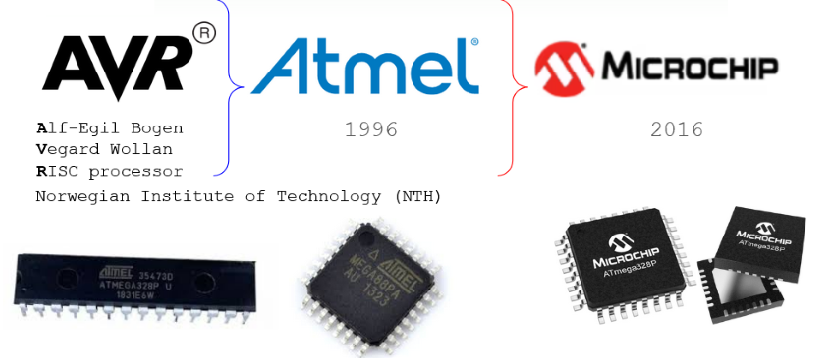 AVR®
Atmel®
MICROCHIP
Alf-Egil Bogen
Vegard Wollan
RISC processor
Norwegian Institute of Technology (NTH)
1996
2016
ATMEL 35473D
ATMEGA328P U
1831E6W
ATMEL
MEGA88PA
AU 1323
MICROCHIP
ATmega328P
MICROCHIP
ATmega328P